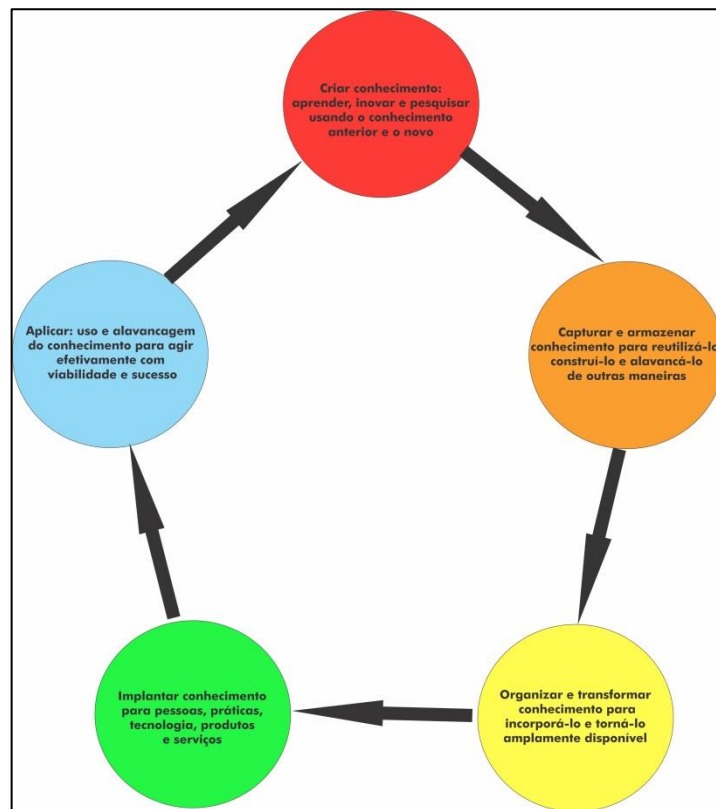 Criar conhecimento:
aprender, inovar e pesquisar
usando o conhecimento
anterior e o novo
Aplicar: uso e alavancagem
do conhecimento para agir
efetivamente com
viabilidade e sucesso
Capturar e armazenar
conhecimento para reutilizá-lo
construí-lo e alavancá-lo
de outras maneiras
Implantar conhecimento
para pessoas, práticas,
tecnologia, produtos
e serviços
Organizar e transformar
conhecimento para
incorporá-lo e torná-lo
amplamente disponível